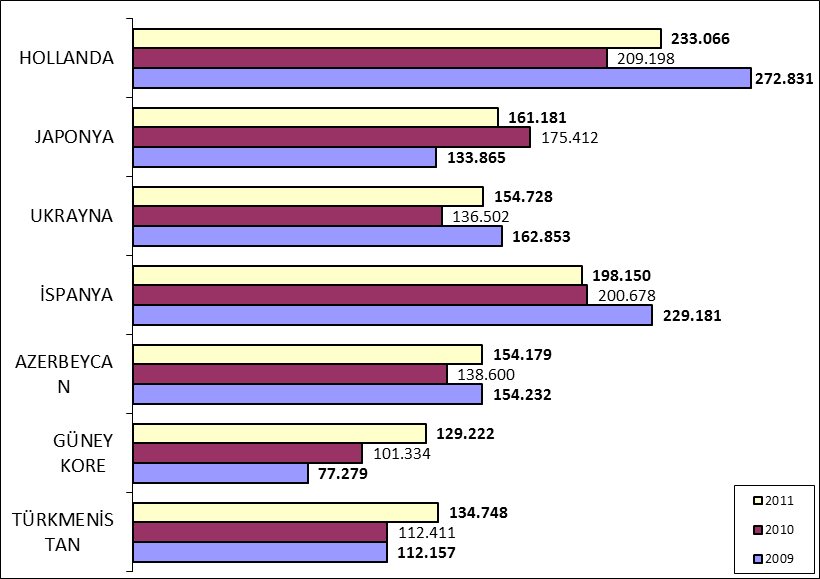 HOLLANDA
233.066
209.198
272.831
JAPONYA
161.181
175.412
133.865
UKRAYNA
154.728
136.502
162.853
İSPANYA
198.150
200.678
229.181
AZERBEYCA
N
154.179
138.600
154.232
GÜNEY
KORE
129.222
101.334
77.279
TÜRKMENİS
TAN
134.748
112.411
112.157
2011
2010
2009